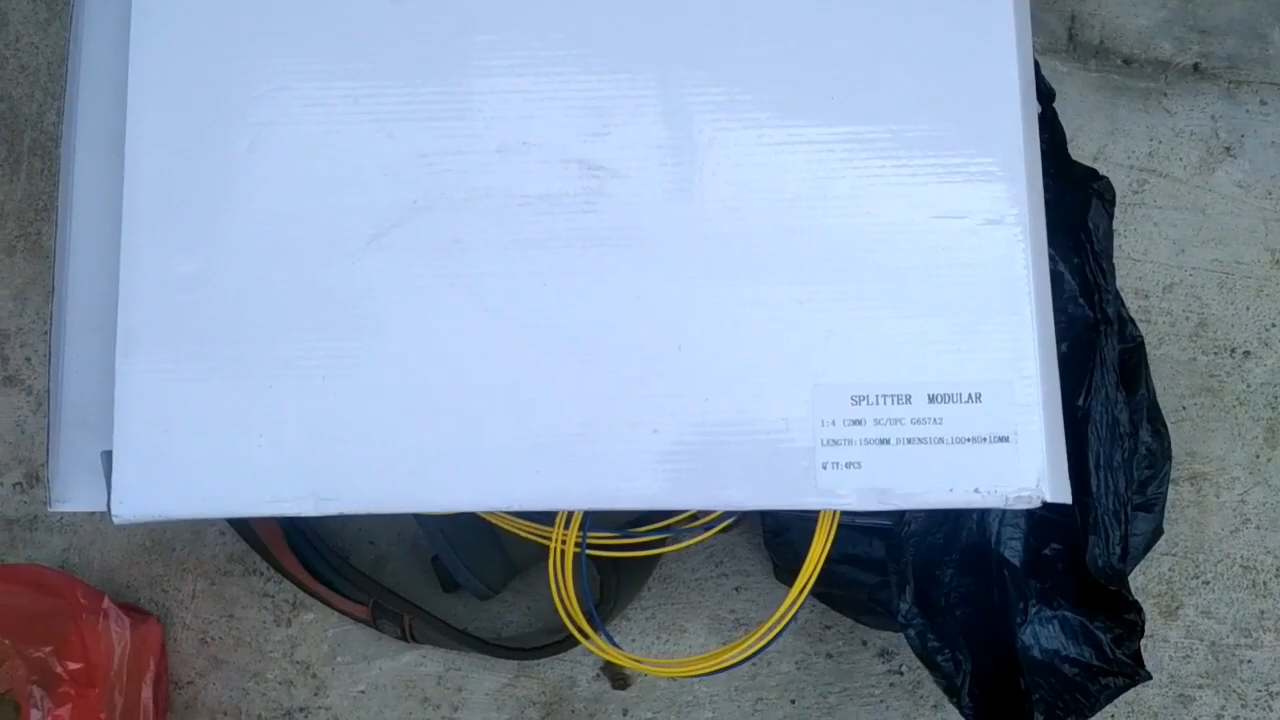 SPLITTER MODULAR
1:4 (2MM) SC/UPC G657A2
LENGTH:1500MM DIMENSION:100*80*10MM
Q'TY:4PCS